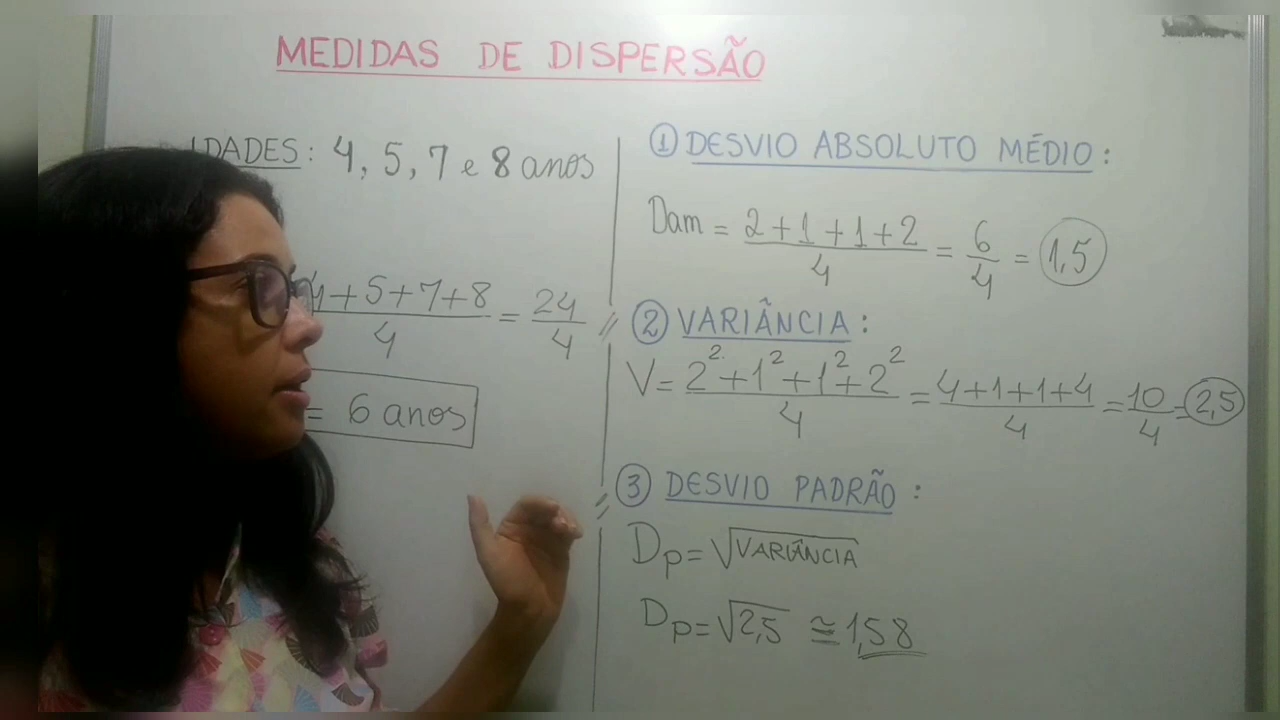 MEDIDAS DE DISPERSÃO
IDADES: 4, 5, 7 e 8 anos
4+5+7+8/4 = 24/4
= 6 anos
① DESVIO ABSOLUTO MÉDIO:
Dam = 2+1+1+2/4 = 6/4 = 1,5
② VARIÂNCIA:
V = 2²+1²+1²+2²/4 = 4+1+1+4/4 = 10/4 = 2,5
③ DESVIO PADRÃO:
Dp = √VARIÂNCIA
Dp = √2,5 ≅ 1,58